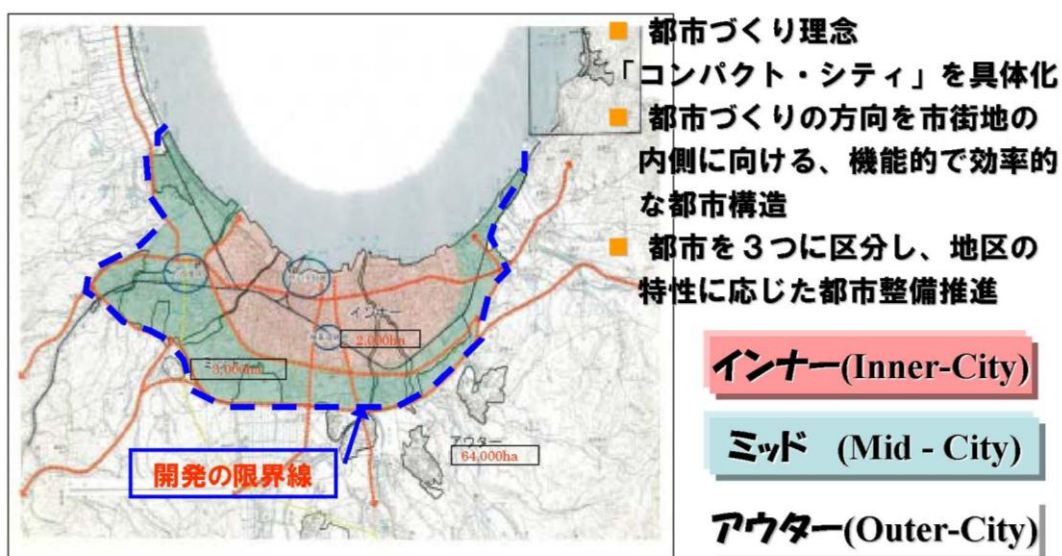 ■ 都市づくり理念
「コンパクト・シティ」を具体化
■ 都市づくりの方向を市街地の
内側に向ける、機能的で効率的
な都市構造
■ 都市を３つに区分し、地区の
特性に応じた都市整備推進
インナー
2,000ha
3,000ha
アウター
64,000ha
開発の限界線
インナー(Inner-City)
ミッド (Mid - City)
アウター(Outer-City)